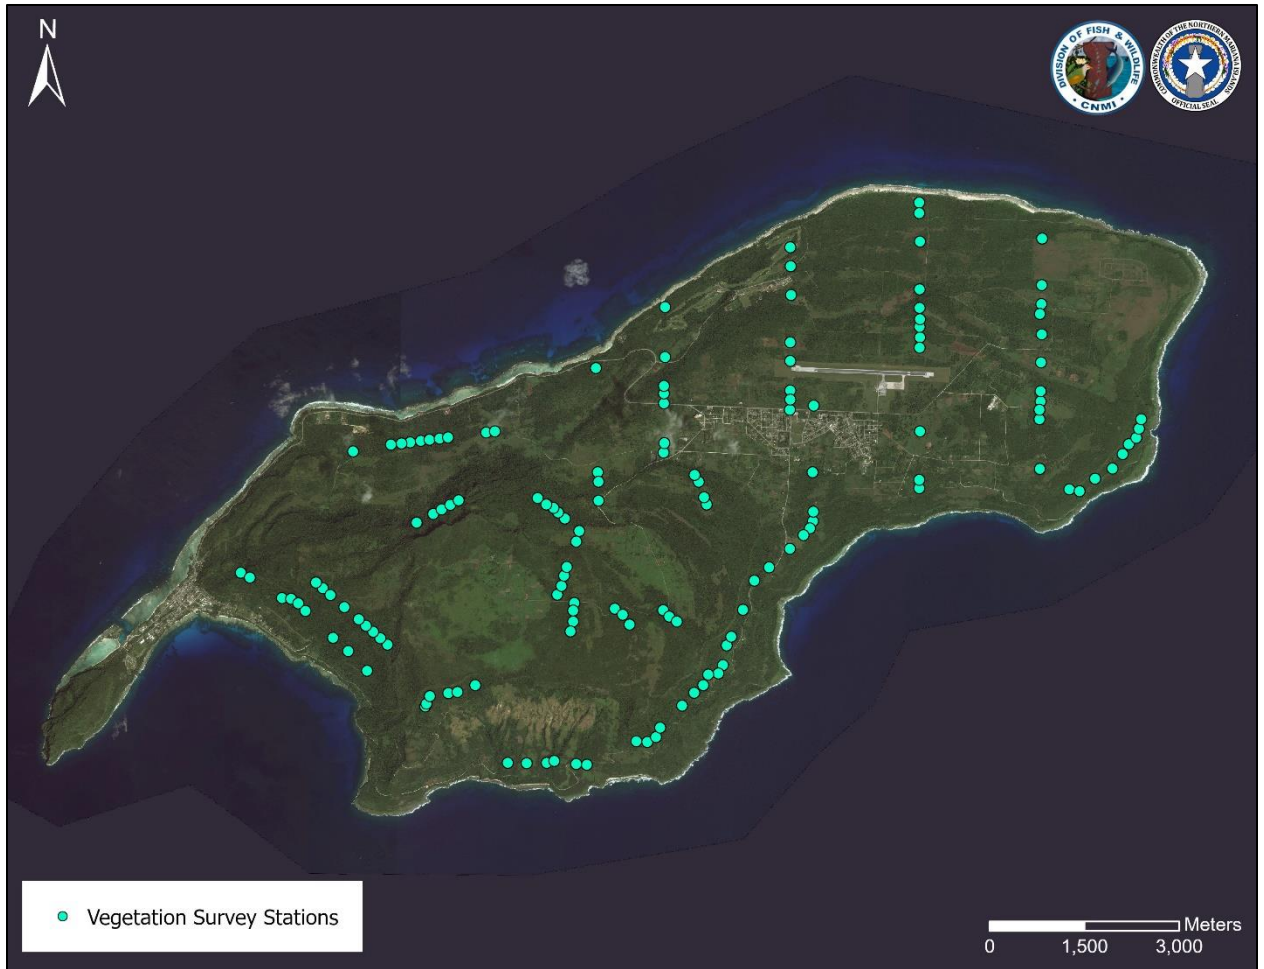 N
DIVISION OF FISH & WILDLIFE
• CNMI •
COMMONWEALTH OF THE NORTHERN MARIANA ISLANDS
OFFICIAL SEAL
Vegetation Survey Stations
Meters
0 1,500 3,000